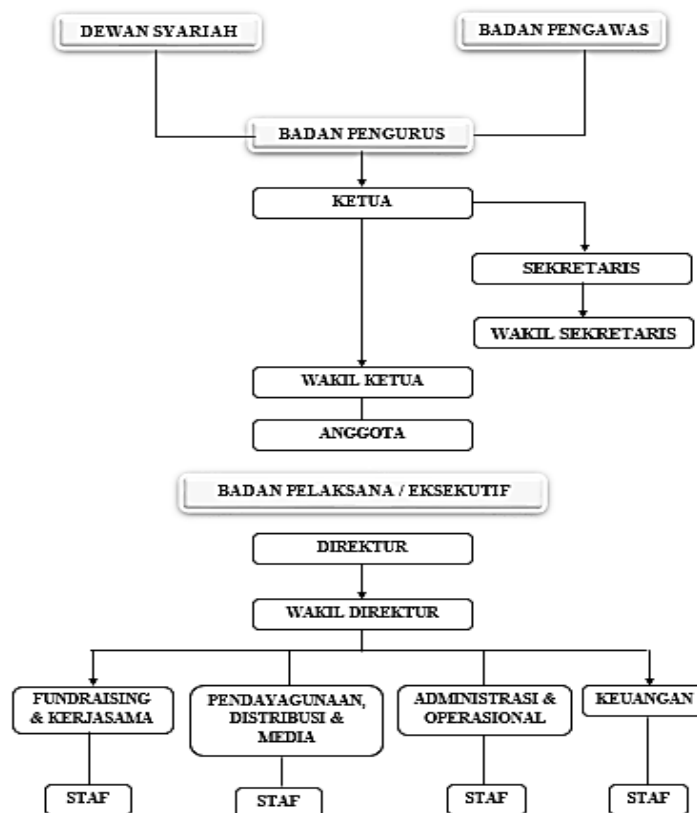 DEWAN SYARIAH
BADAN PENGAWAS
BADAN PENGURUS
KETUA
SEKRETARIS
WAKIL SEKRETARIS
WAKIL KETUA
ANGGOTA
BADAN PELAKSANA / EKSEKUTIF
DIREKTUR
WAKIL DIREKTUR
FUNDRAISING
& KERJASAMA
PENDAYAGUNAAN,
DISTRIBUSI &
MEDIA
ADMINISTRASI &
OPERASIONAL
KEUANGAN
STAF
STAF
STAF
STAF